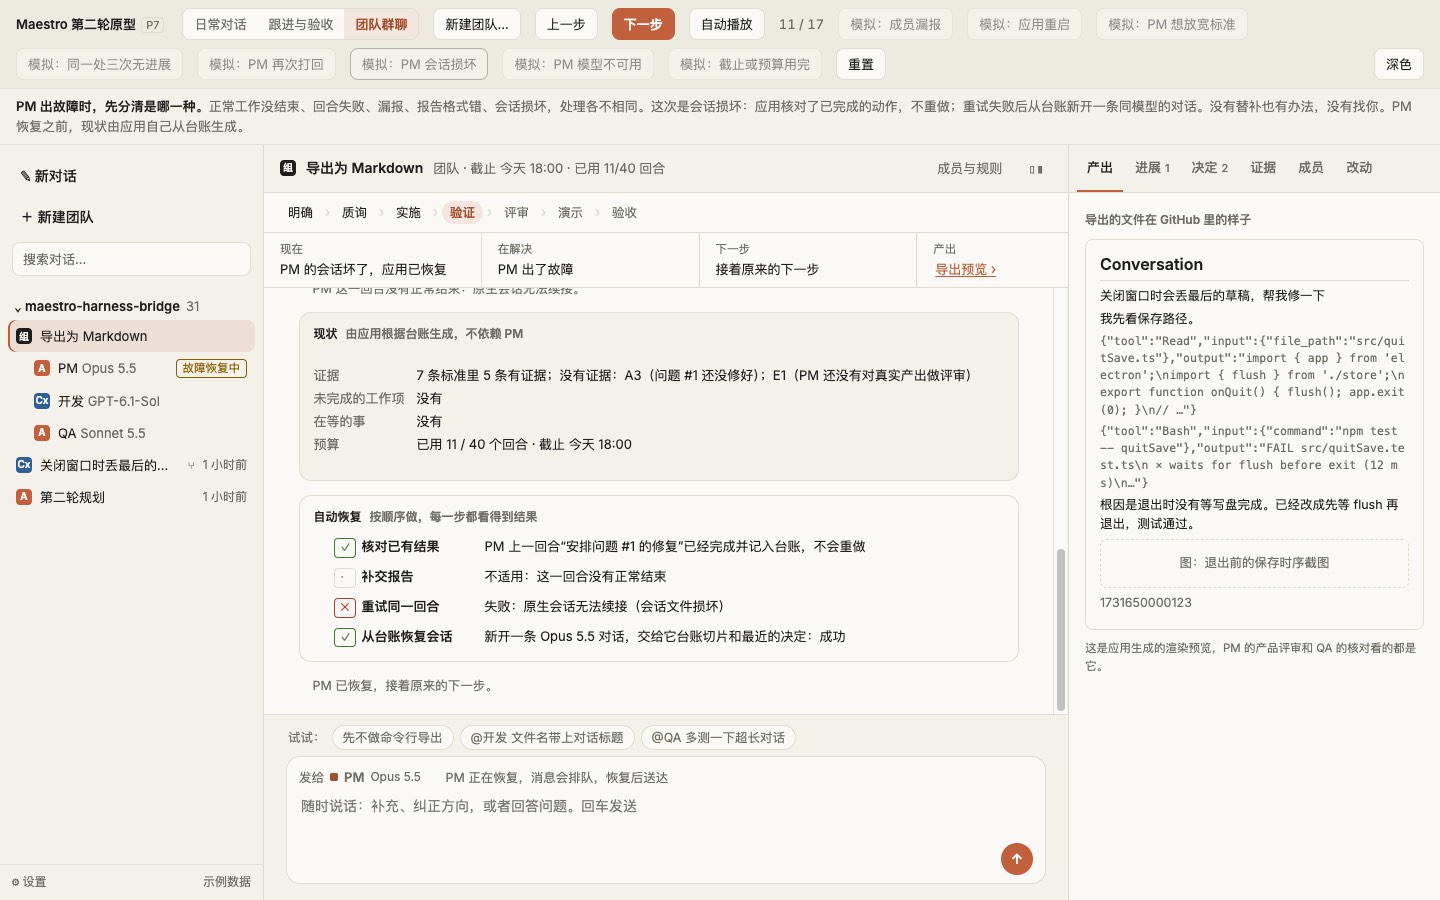 Maestro 第二轮原型 P7 日常对话 跟进与验收 团队群聊 新建团队... 上一步 下一步 自动播放 11 / 17 模拟：成员漏报 模拟：应用重启 模拟：PM 想放宽标准
模拟：同一处三次无进展 模拟：PM 再次打回 模拟：PM 会话损坏 模拟：PM 模型不可用 模拟：截止或预算用完 重置 深色
PM 出故障时，先分清是哪一种。正常工作没结束、回合失败、漏报、报告格式错、会话损坏，处理各不相同。这次是会话损坏：应用核对了已完成的动作，不重做；重试失败后从台账新开一条同模型的对话。没有替补也有办法，没有找你。PM
恢复之前，现状由应用自己从台账生成。
✎ 新对话
＋ 新建团队
搜索对话...
maestro-harness-bridge 31
组 导出为 Markdown
A PM Opus 5.5 故障恢复中
Cx 开发 GPT-6.1-Sol
A QA Sonnet 5.5
Cx 关闭窗口时丢最后的... 1 小时前
A 第二轮规划 1 小时前
设置 示例数据
组 导出为 Markdown 团队 · 截止 今天 18:00 · 已用 11/40 回合 成员与规则
明确 › 质询 › 实施 › 验证 › 评审 › 演示 › 验收
现在
PM 的会话坏了，应用已恢复
在解决
PM 出了故障
下一步
接着原来的下一步
产出
导出预览 ›
PM 这一回合没有正常结束：原生会话无法续接。
现状 由应用根据台账生成，不依赖 PM
证据 7 条标准里 5 条有证据；没有证据：A3（问题 #1 还没修好）；E1（PM 还没有对真实产出做评审）
未完成的工作项 没有
在等的事 没有
预算 已用 11 / 40 个回合 · 截止 今天 18:00
自动恢复 按顺序做，每一步都看得到结果
✓ 核对已有结果 PM 上一回合“安排问题 #1 的修复”已经完成并记入台账，不会重做
· 补交报告 不适用：这一回合没有正常结束
✕ 重试同一回合 失败：原生会话无法续接（会话文件损坏）
✓ 从台账恢复会话 新开一条 Opus 5.5 对话，交给它台账切片和最近的决定：成功
PM 已恢复，接着原来的下一步。
试试： 先不做命令行导出 @开发 文件名带上对话标题 @QA 多测一下超长对话
发给 PM Opus 5.5 PM 正在恢复，消息会排队，恢复后送达
随时说话：补充、纠正方向，或者回答问题。回车发送
产出 进展 1 决定 2 证据 成员 改动
导出的文件在 GitHub 里的样子
Conversation
关闭窗口时会丢最后的草稿，帮我修一下
我先看保存路径。
{"tool":"Read","input":{"file_path":"src/qui
tSave.ts"},"output":"import { app } from 'el
ectron';\nimport { flush } from './store';\n
export function onQuit() { flush(); app.exit
(0); }\n// …"}
{"tool":"Bash","input":{"command":"npm test
-- quitSave"},"output":"FAIL src/quitSave.te
st.ts\n × waits for flush before exit (12 m
s)\n…"}
根因是退出时没有等写盘完成。已经改成先等 flush 再
退出，测试通过。
图：退出前的保存时序截图
1731650000123
这是应用生成的渲染预览，PM 的产品评审和 QA 的核对看的都是
它。